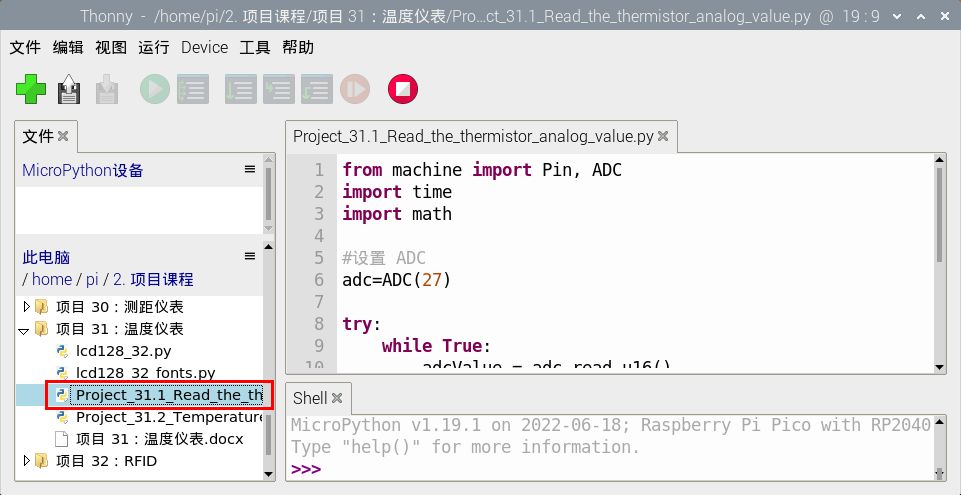 Thonny - /home/pi/2. 项目课程/项目 31：温度仪表/Pro…ct_31.1_Read_the_thermistor_analog_value.py @ 19 : 9
文件 编辑 视图 运行 Device 工具 帮助
文件
MicroPython设备
此电脑
/ home / pi / 2. 项目课程
项目 30：测距仪表
项目 31：温度仪表
lcd128_32.py
lcd128_32_fonts.py
Project_31.1_Read_the_th
Project_31.2_Temperature
项目 31：温度仪表.docx
项目 32：RFID
Project_31.1_Read_the_thermistor_analog_value.py
1 from machine import Pin, ADC
2 import time
3 import math
4
5 #设置 ADC
6 adc=ADC(27)
7
8 try:
9 while True:
10 adcValue = adc.read_u16()
Shell
MicroPython v1.19.1 on 2022-06-18; Raspberry Pi Pico with RP2040
Type "help()" for more information.
>>>